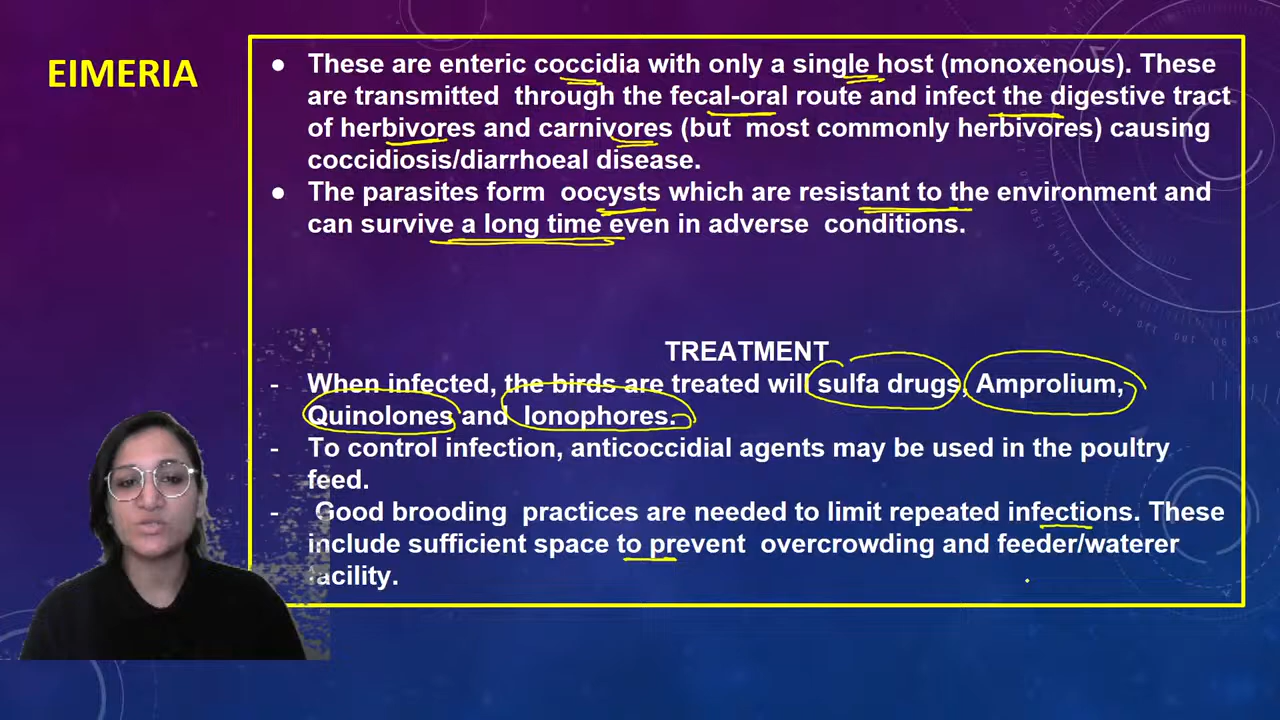 EIMERIA
● These are enteric coccidia with only a single host (monoxenous). These
are transmitted through the fecal-oral route and infect the digestive tract
of herbivores and carnivores (but most commonly herbivores) causing
coccidiosis/diarrhoeal disease.
● The parasites form oocysts which are resistant to the environment and
can survive a long time even in adverse conditions.
TREATMENT
- When infected, the birds are treated will sulfa drugs, Amprolium,
Quinolones and Ionophores.
- To control infection, anticoccidial agents may be used in the poultry
feed.
- Good brooding practices are needed to limit repeated infections. These
include sufficient space to prevent overcrowding and feeder/waterer
facility.